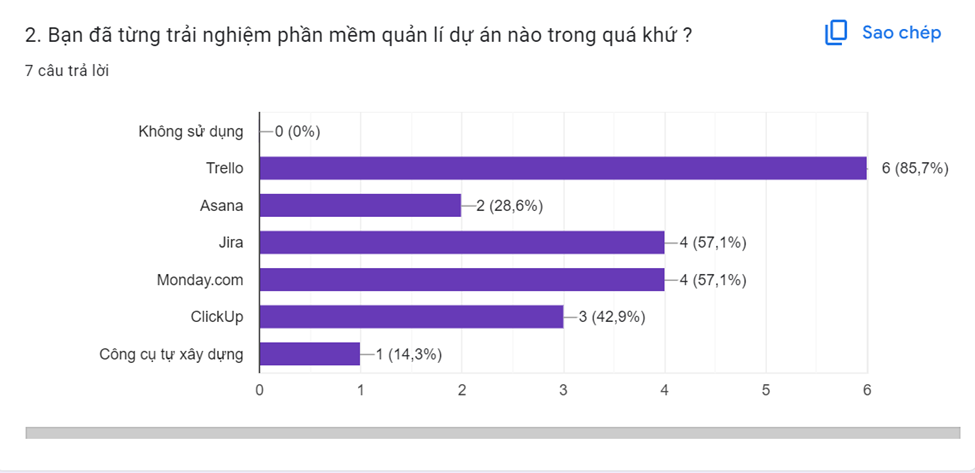 2. Bạn đã từng trải nghiệm phần mềm quản lí dự án nào trong quá khứ ?
Sao chép
7 câu trả lời
Không sử dụng 0 (0%)
Trello 6 (85,7%)
Asana 2 (28,6%)
Jira 4 (57,1%)
Monday.com 4 (57,1%)
ClickUp 3 (42,9%)
Công cụ tự xây dựng 1 (14,3%)
0 1 2 3 4 5 6